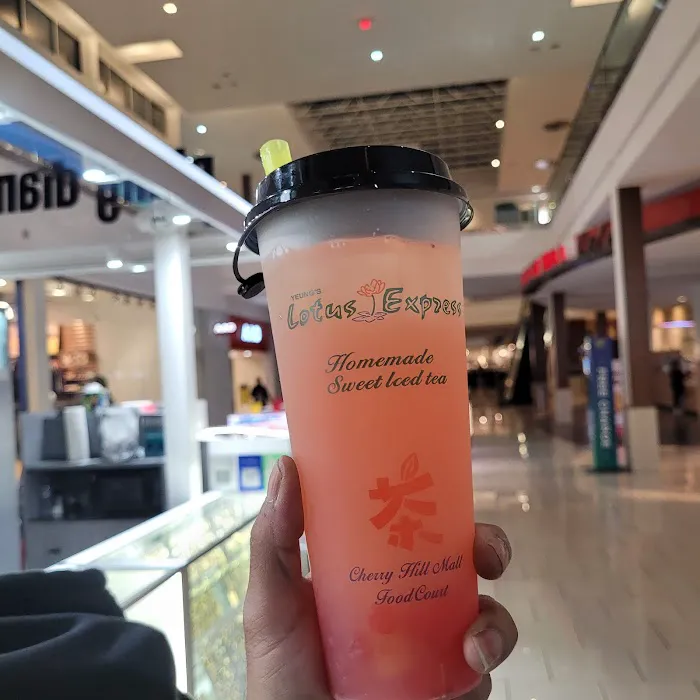 YEUNG'S
Lotus Express
Homemade
Sweet Iced tea
茶
Cherry Hill Mall
Food Court